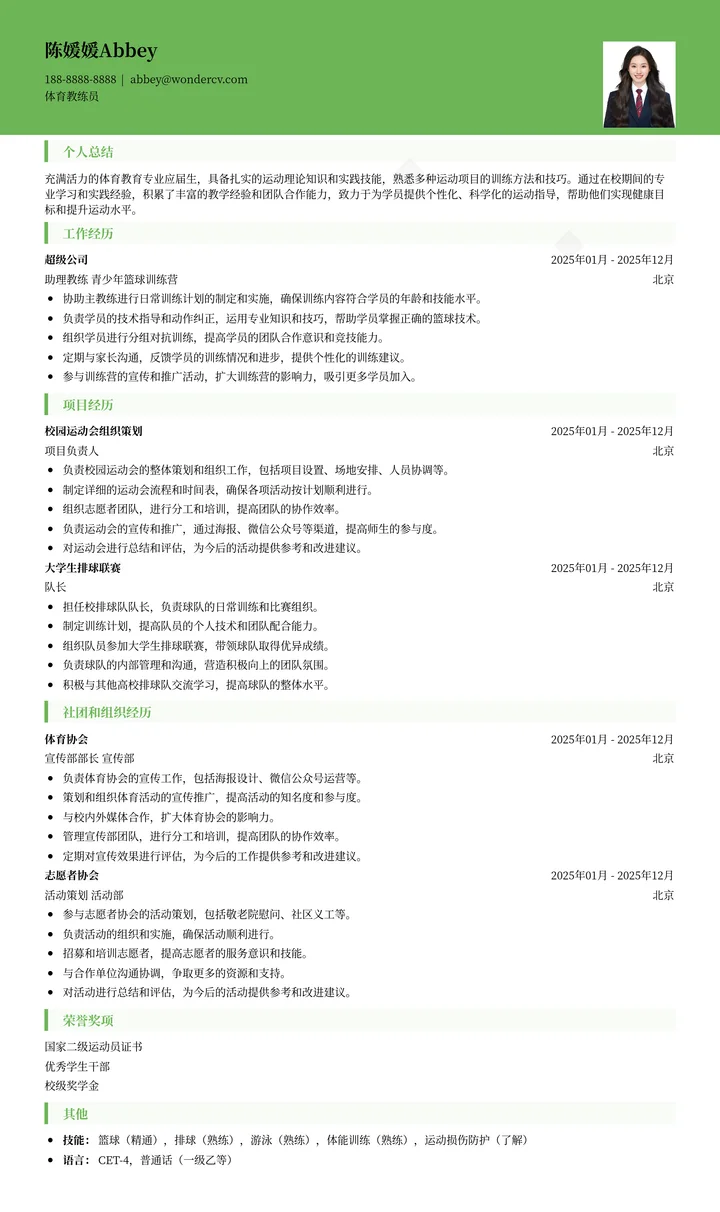 陈媛媛Abbey
188-8888-8888 | abbey@wondercv.com
体育教练员
个人总结
充满活力的体育教育专业应届生，具备扎实的运动理论知识和实践技能，熟悉多种运动项目的训练方法和技巧。通过在校期间的专
业学习和实践经验，积累了丰富的教学经验和团队合作能力，致力于为学员提供个性化、科学化的运动指导，帮助他们实现健康目
标和提升运动水平。
工作经历
超级公司 2025年01月 - 2025年12月
助理教练 青少年篮球训练营 北京
• 协助主教练进行日常训练计划的制定和实施，确保训练内容符合学员的年龄和技能水平。
• 负责学员的技术指导和动作纠正，运用专业知识和技巧，帮助学员掌握正确的篮球技术。
• 组织学员进行分组对抗训练，提高学员的团队合作意识和竞技能力。
• 定期与家长沟通，反馈学员的训练情况和进步，提供个性化的训练建议。
• 参与训练营的宣传和推广活动，扩大训练营的影响力，吸引更多学员加入。
项目经历
校园运动会组织策划 2025年01月 - 2025年12月
项目负责人 北京
• 负责校园运动会的整体策划和组织工作，包括项目设置、场地安排、人员协调等。
• 制定详细的运动会流程和时间表，确保各项活动按计划顺利进行。
• 组织志愿者团队，进行分工和培训，提高团队的协作效率。
• 负责运动会的宣传和推广，通过海报、微信公众号等渠道，提高师生的参与度。
• 对运动会进行总结和评估，为今后的活动提供参考和改进建议。
大学生排球联赛 2025年01月 - 2025年12月
队长 北京
• 担任校排球队队长，负责球队的日常训练和比赛组织。
• 制定训练计划，提高队员的个人技术和团队配合能力。
• 组织队员参加大学生排球联赛，带领球队取得优异成绩。
• 负责球队的内部管理和沟通，营造积极向上的团队氛围。
• 积极与其他高校排球队交流学习，提高球队的整体水平。
社团和组织经历
体育协会 2025年01月 - 2025年12月
宣传部部长 宣传部 北京
• 负责体育协会的宣传工作，包括海报设计、微信公众号运营等。
• 策划和组织体育活动的宣传推广，提高活动的知名度和参与度。
• 与校内外媒体合作，扩大体育协会的影响力。
• 管理宣传部团队，进行分工和培训，提高团队的协作效率。
• 定期对宣传效果进行评估，为今后的工作提供参考和改进建议。
志愿者协会 2025年01月 - 2025年12月
活动策划 活动部 北京
• 参与志愿者协会的活动策划，包括敬老院慰问、社区义工等。
• 负责活动的组织和实施，确保活动顺利进行。
• 招募和培训志愿者，提高志愿者的服务意识和技能。
• 与合作单位沟通协调，争取更多的资源和支持。
• 对活动进行总结和评估，为今后的活动提供参考和改进建议。
荣誉奖项
国家二级运动员证书
优秀学生干部
校级奖学金
其他
• 技能： 篮球（精通），排球（熟练），游泳（熟练），体能训练（熟练），运动损伤防护（了解）
• 语言： CET-4，普通话（一级乙等）